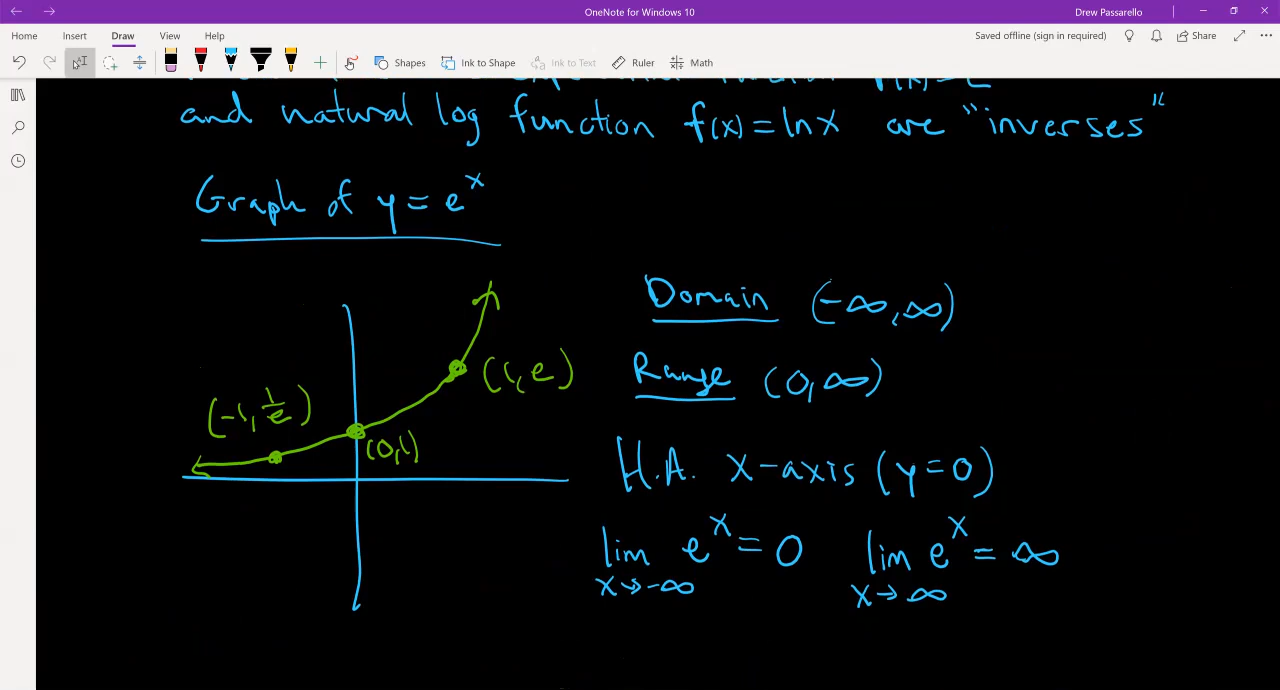 OneNote for Windows 10
Drew Passarello
Home Insert Draw View Help
Saved offline (sign in required)
Share
Shapes
Ink to Shape
Ink to Text
Ruler
Math
and natural log function f(x) = ln x are "inverses"
Graph of y = e^x
Domain (-∞, ∞)
Range (0, ∞)
(1, e)
(-1, 1/e)
(0, 1)
H.A. x-axis (y = 0)
lim x→-∞ e^x = 0 lim x→∞ e^x = ∞